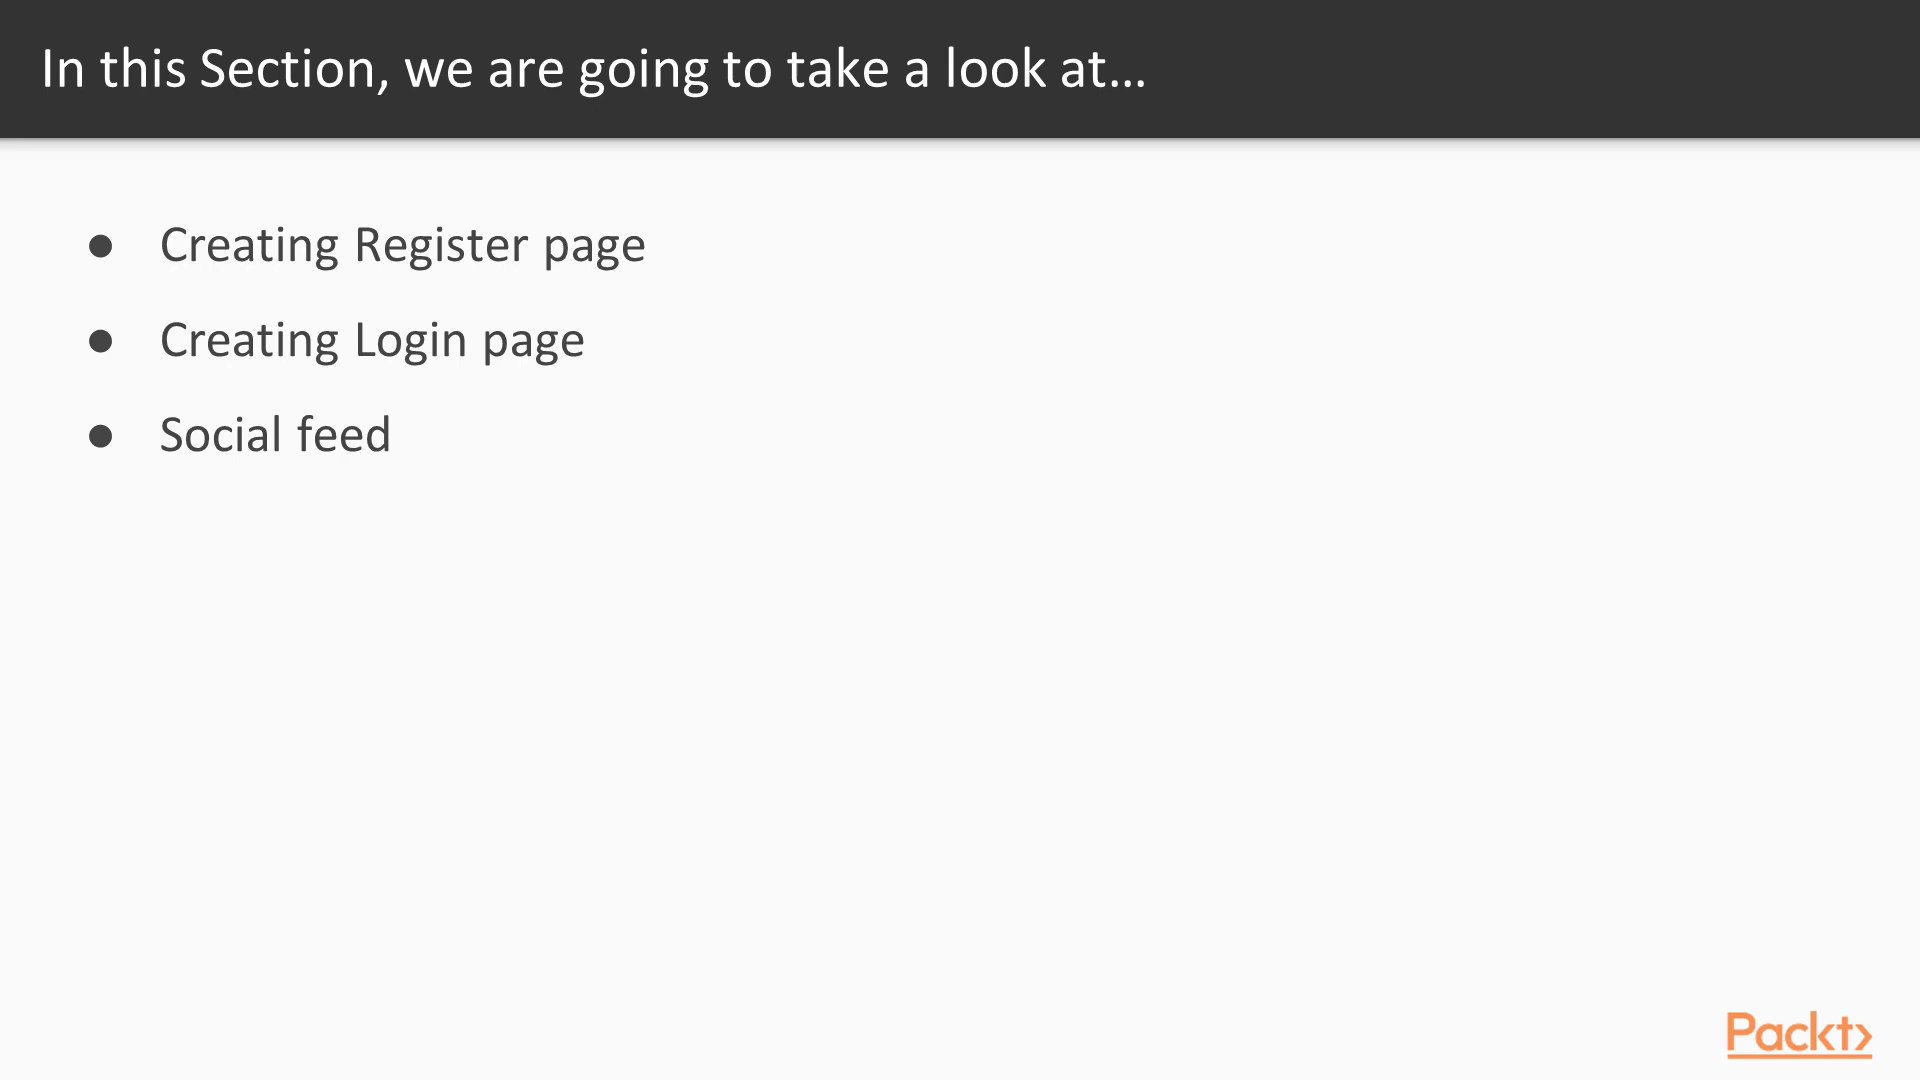 In this Section, we are going to take a look at…
● Creating Register page
● Creating Login page
● Social feed
Packt>